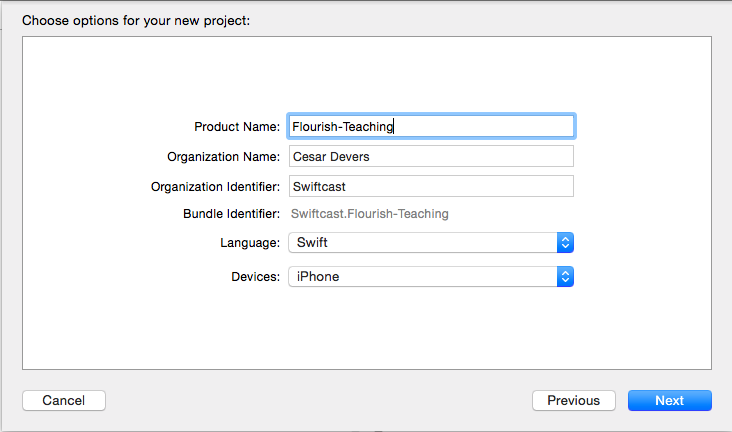 Choose options for your new project:
Product Name: Flourish-Teaching
Organization Name: Cesar Devers
Organization Identifier: Swiftcast
Bundle Identifier: Swiftcast.Flourish-Teaching
Language: Swift
Devices: iPhone
Cancel Previous Next